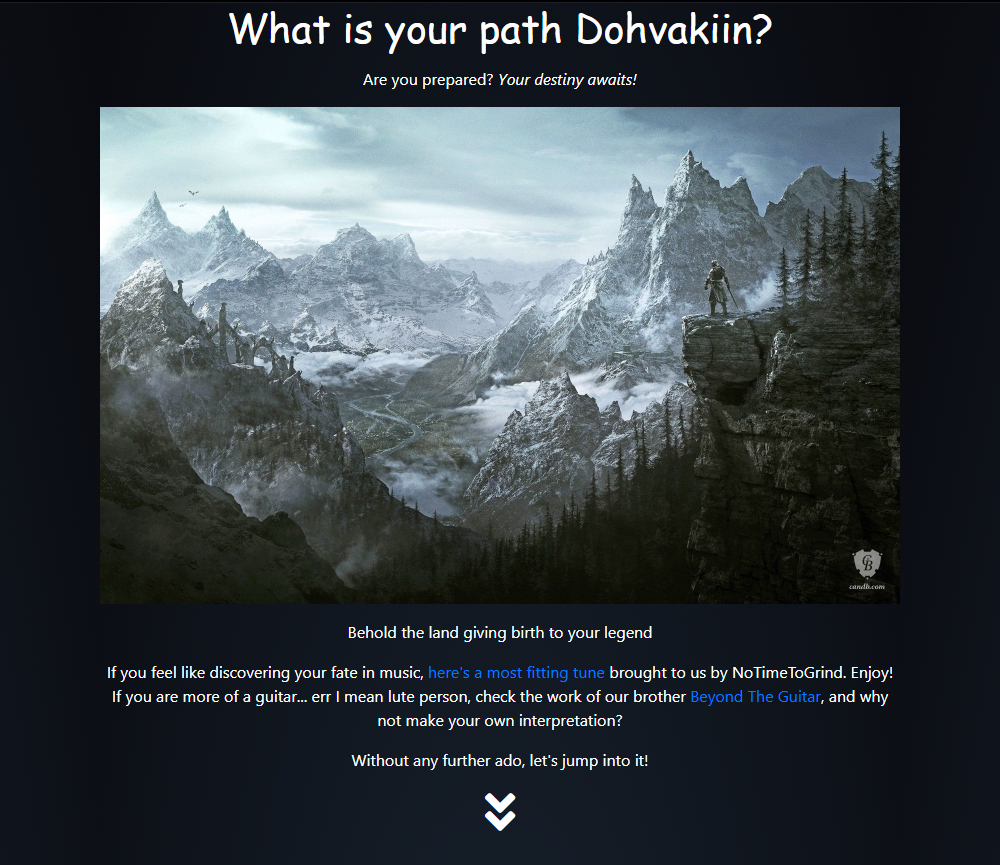 What is your path Dohvakiin?
Are you prepared? Your destiny awaits!
CB
candb.com
Behold the land giving birth to your legend
If you feel like discovering your fate in music, here's a most fitting tune brought to us by NoTimeToGrind. Enjoy!
If you are more of a guitar... err I mean lute person, check the work of our brother Beyond The Guitar, and why
not make your own interpretation?
Without any further ado, let's jump into it!